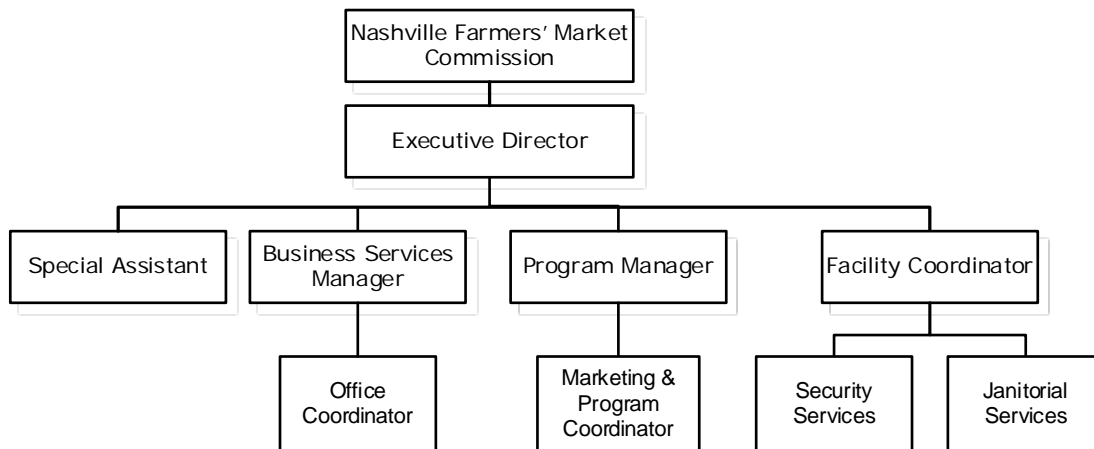 Nashville Farmers’ Market
Commission
Executive Director
Special Assistant
Business Services
Manager
Program Manager
Facility Coordinator
Office
Coordinator
Marketing &
Program
Coordinator
Security
Services
Janitorial
Services